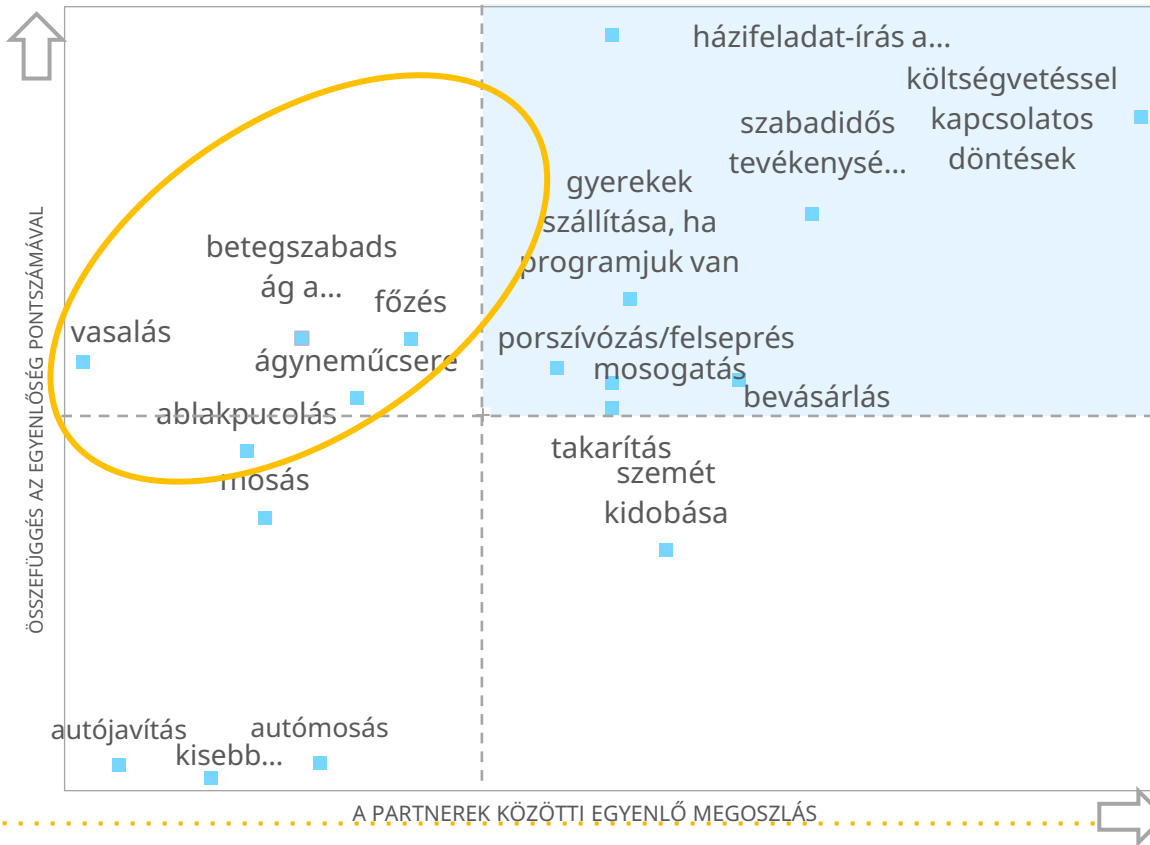 házifeladat-írás a...
költségvetéssel
kapcsolatos
döntések
szabadidős
tevékenysé...
gyerekek
szállítása, ha
programjuk van
betegszabads
ág a...
főzés
vasalás
ágyneműcsere
porszívózás/felseprés
mosogatás
bevásárlás
ablakpucolás
takarítás
mosás
szemét
kidobása
autójavítás
kisebb...
autómosás
ÖSSZEFÜGGÉS AZ EGYENLŐSÉG PONTSZÁMÁVAL
A PARTNEREK KÖZÖTTI EGYENLŐ MEGOSZLÁS